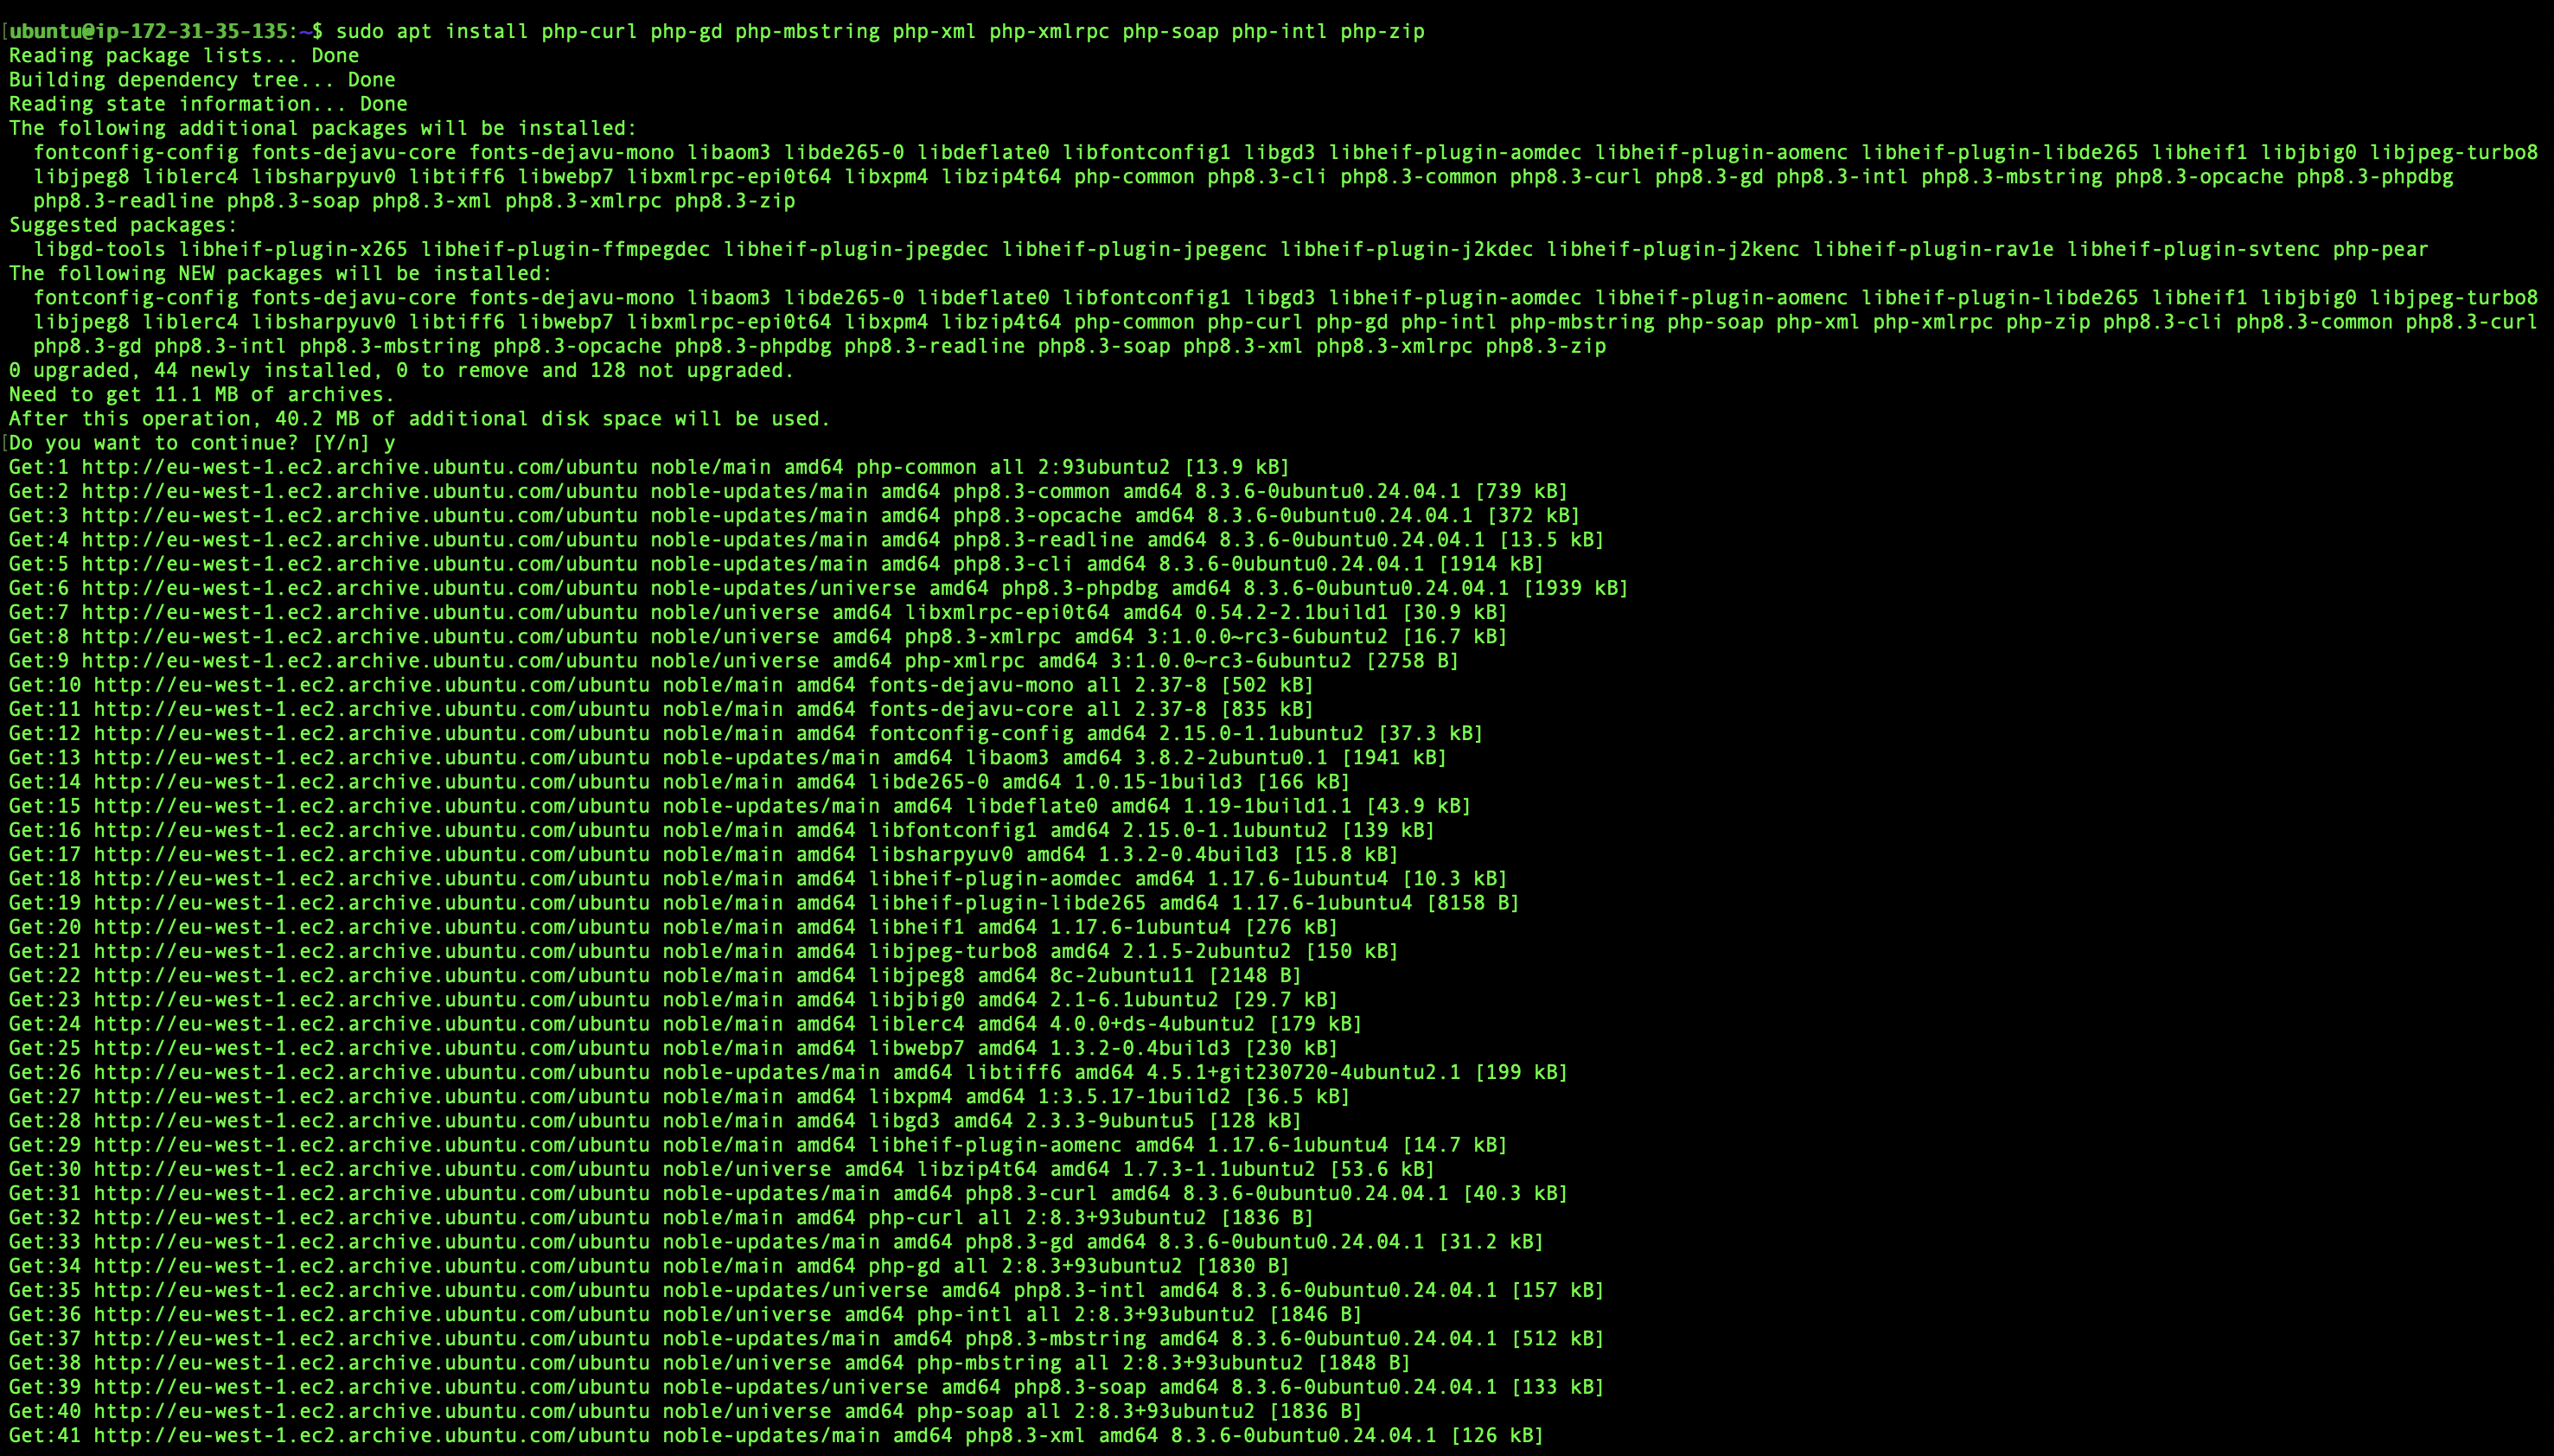 [ubuntu@ip-172-31-35-135:~$ sudo apt install php-curl php-gd php-mbstring php-xml php-xmlrpc php-soap php-intl php-zip
Reading package lists... Done
Building dependency tree... Done
Reading state information... Done
The following additional packages will be installed:
  fontconfig-config fonts-dejavu-core fonts-dejavu-mono libaom3 libde265-0 libdeflate0 libfontconfig1 libgd3 libheif-plugin-aomdec libheif-plugin-aomenc libheif-plugin-libde265 libheif1 libjbig0 libjpeg-turbo8
  libjpeg8 liblerc4 libsharpyuv0 libtiff6 libwebp7 libxmlrpc-epi0t64 libxpm4 libzip4t64 php-common php8.3-cli php8.3-common php8.3-curl php8.3-gd php8.3-intl php8.3-mbstring php8.3-opcache php8.3-phpdbg
  php8.3-readline php8.3-soap php8.3-xml php8.3-xmlrpc php8.3-zip
Suggested packages:
  libgd-tools libheif-plugin-x265 libheif-plugin-ffmpegdec libheif-plugin-jpegdec libheif-plugin-jpegenc libheif-plugin-j2kdec libheif-plugin-j2kenc libheif-plugin-rav1e libheif-plugin-svtenc php-pear
The following NEW packages will be installed:
  fontconfig-config fonts-dejavu-core fonts-dejavu-mono libaom3 libde265-0 libdeflate0 libfontconfig1 libgd3 libheif-plugin-aomdec libheif-plugin-aomenc libheif-plugin-libde265 libheif1 libjbig0 libjpeg-turbo8
  libjpeg8 liblerc4 libsharpyuv0 libtiff6 libwebp7 libxmlrpc-epi0t64 libxpm4 libzip4t64 php-common php-curl php-gd php-intl php-mbstring php-soap php-xml php-xmlrpc php-zip php8.3-cli php8.3-common php8.3-curl
  php8.3-gd php8.3-intl php8.3-mbstring php8.3-opcache php8.3-phpdbg php8.3-readline php8.3-soap php8.3-xml php8.3-xmlrpc php8.3-zip
0 upgraded, 44 newly installed, 0 to remove and 128 not upgraded.
Need to get 11.1 MB of archives.
After this operation, 40.2 MB of additional disk space will be used.
[Do you want to continue? [Y/n] y
Get:1 http://eu-west-1.ec2.archive.ubuntu.com/ubuntu noble/main amd64 php-common all 2:93ubuntu2 [13.9 kB]
Get:2 http://eu-west-1.ec2.archive.ubuntu.com/ubuntu noble-updates/main amd64 php8.3-common amd64 8.3.6-0ubuntu0.24.04.1 [739 kB]
Get:3 http://eu-west-1.ec2.archive.ubuntu.com/ubuntu noble-updates/main amd64 php8.3-opcache amd64 8.3.6-0ubuntu0.24.04.1 [372 kB]
Get:4 http://eu-west-1.ec2.archive.ubuntu.com/ubuntu noble-updates/main amd64 php8.3-readline amd64 8.3.6-0ubuntu0.24.04.1 [13.5 kB]
Get:5 http://eu-west-1.ec2.archive.ubuntu.com/ubuntu noble-updates/main amd64 php8.3-cli amd64 8.3.6-0ubuntu0.24.04.1 [1914 kB]
Get:6 http://eu-west-1.ec2.archive.ubuntu.com/ubuntu noble-updates/universe amd64 php8.3-phpdbg amd64 8.3.6-0ubuntu0.24.04.1 [1939 kB]
Get:7 http://eu-west-1.ec2.archive.ubuntu.com/ubuntu noble/universe amd64 libxmlrpc-epi0t64 amd64 0.54.2-2.1build1 [30.9 kB]
Get:8 http://eu-west-1.ec2.archive.ubuntu.com/ubuntu noble/universe amd64 php8.3-xmlrpc amd64 3:1.0.0~rc3-6ubuntu2 [16.7 kB]
Get:9 http://eu-west-1.ec2.archive.ubuntu.com/ubuntu noble/universe amd64 php-xmlrpc amd64 3:1.0.0~rc3-6ubuntu2 [2758 B]
Get:10 http://eu-west-1.ec2.archive.ubuntu.com/ubuntu noble/main amd64 fonts-dejavu-mono all 2.37-8 [502 kB]
Get:11 http://eu-west-1.ec2.archive.ubuntu.com/ubuntu noble/main amd64 fonts-dejavu-core all 2.37-8 [835 kB]
Get:12 http://eu-west-1.ec2.archive.ubuntu.com/ubuntu noble/main amd64 fontconfig-config amd64 2.15.0-1.1ubuntu2 [37.3 kB]
Get:13 http://eu-west-1.ec2.archive.ubuntu.com/ubuntu noble-updates/main amd64 libaom3 amd64 3.8.2-2ubuntu0.1 [1941 kB]
Get:14 http://eu-west-1.ec2.archive.ubuntu.com/ubuntu noble/main amd64 libde265-0 amd64 1.0.15-1build3 [166 kB]
Get:15 http://eu-west-1.ec2.archive.ubuntu.com/ubuntu noble-updates/main amd64 libdeflate0 amd64 1.19-1build1.1 [43.9 kB]
Get:16 http://eu-west-1.ec2.archive.ubuntu.com/ubuntu noble/main amd64 libfontconfig1 amd64 2.15.0-1.1ubuntu2 [139 kB]
Get:17 http://eu-west-1.ec2.archive.ubuntu.com/ubuntu noble/main amd64 libsharpyuv0 amd64 1.3.2-0.4build3 [15.8 kB]
Get:18 http://eu-west-1.ec2.archive.ubuntu.com/ubuntu noble/main amd64 libheif-plugin-aomdec amd64 1.17.6-1ubuntu4 [10.3 kB]
Get:19 http://eu-west-1.ec2.archive.ubuntu.com/ubuntu noble/main amd64 libheif-plugin-libde265 amd64 1.17.6-1ubuntu4 [8158 B]
Get:20 http://eu-west-1.ec2.archive.ubuntu.com/ubuntu noble/main amd64 libheif1 amd64 1.17.6-1ubuntu4 [276 kB]
Get:21 http://eu-west-1.ec2.archive.ubuntu.com/ubuntu noble/main amd64 libjpeg-turbo8 amd64 2.1.5-2ubuntu2 [150 kB]
Get:22 http://eu-west-1.ec2.archive.ubuntu.com/ubuntu noble/main amd64 libjpeg8 amd64 8c-2ubuntu11 [2148 B]
Get:23 http://eu-west-1.ec2.archive.ubuntu.com/ubuntu noble/main amd64 libjbig0 amd64 2.1-6.1ubuntu2 [29.7 kB]
Get:24 http://eu-west-1.ec2.archive.ubuntu.com/ubuntu noble/main amd64 liblerc4 amd64 4.0.0+ds-4ubuntu2 [179 kB]
Get:25 http://eu-west-1.ec2.archive.ubuntu.com/ubuntu noble/main amd64 libwebp7 amd64 1.3.2-0.4build3 [230 kB]
Get:26 http://eu-west-1.ec2.archive.ubuntu.com/ubuntu noble-updates/main amd64 libtiff6 amd64 4.5.1+git230720-4ubuntu2.1 [199 kB]
Get:27 http://eu-west-1.ec2.archive.ubuntu.com/ubuntu noble/main amd64 libxpm4 amd64 1:3.5.17-1build2 [36.5 kB]
Get:28 http://eu-west-1.ec2.archive.ubuntu.com/ubuntu noble/main amd64 libgd3 amd64 2.3.3-9ubuntu5 [128 kB]
Get:29 http://eu-west-1.ec2.archive.ubuntu.com/ubuntu noble/main amd64 libheif-plugin-aomenc amd64 1.17.6-1ubuntu4 [14.7 kB]
Get:30 http://eu-west-1.ec2.archive.ubuntu.com/ubuntu noble/universe amd64 libzip4t64 amd64 1.7.3-1.1ubuntu2 [53.6 kB]
Get:31 http://eu-west-1.ec2.archive.ubuntu.com/ubuntu noble-updates/main amd64 php8.3-curl amd64 8.3.6-0ubuntu0.24.04.1 [40.3 kB]
Get:32 http://eu-west-1.ec2.archive.ubuntu.com/ubuntu noble/main amd64 php-curl all 2:8.3+93ubuntu2 [1836 B]
Get:33 http://eu-west-1.ec2.archive.ubuntu.com/ubuntu noble-updates/main amd64 php8.3-gd amd64 8.3.6-0ubuntu0.24.04.1 [31.2 kB]
Get:34 http://eu-west-1.ec2.archive.ubuntu.com/ubuntu noble/main amd64 php-gd all 2:8.3+93ubuntu2 [1830 B]
Get:35 http://eu-west-1.ec2.archive.ubuntu.com/ubuntu noble-updates/universe amd64 php8.3-intl amd64 8.3.6-0ubuntu0.24.04.1 [157 kB]
Get:36 http://eu-west-1.ec2.archive.ubuntu.com/ubuntu noble/universe amd64 php-intl all 2:8.3+93ubuntu2 [1846 B]
Get:37 http://eu-west-1.ec2.archive.ubuntu.com/ubuntu noble-updates/main amd64 php8.3-mbstring amd64 8.3.6-0ubuntu0.24.04.1 [512 kB]
Get:38 http://eu-west-1.ec2.archive.ubuntu.com/ubuntu noble/universe amd64 php-mbstring all 2:8.3+93ubuntu2 [1848 B]
Get:39 http://eu-west-1.ec2.archive.ubuntu.com/ubuntu noble-updates/universe amd64 php8.3-soap amd64 8.3.6-0ubuntu0.24.04.1 [133 kB]
Get:40 http://eu-west-1.ec2.archive.ubuntu.com/ubuntu noble/universe amd64 php-soap all 2:8.3+93ubuntu2 [1836 B]
Get:41 http://eu-west-1.ec2.archive.ubuntu.com/ubuntu noble-updates/main amd64 php8.3-xml amd64 8.3.6-0ubuntu0.24.04.1 [126 kB]